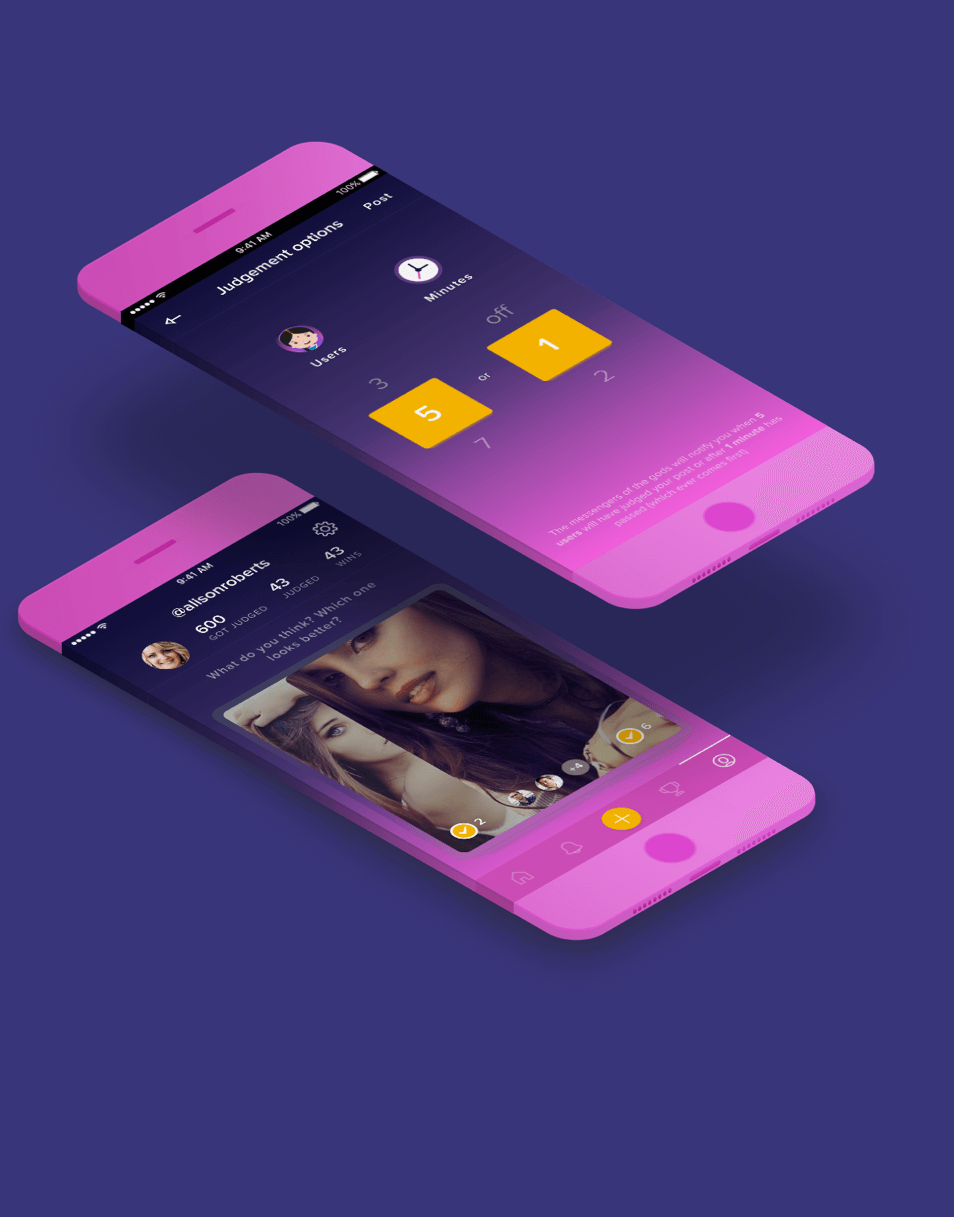 9:41 AM
100%
Judgement options
Post
Users
Minutes
3
5
7
or
off
1
2
The messengers of the gods will notify you when 5
users will have judged your post or after 1 minute has
passed (which ever comes first)
9:41 AM
100%
@alisonroberts
600
GOT JUDGED
43
JUDGED
43
WINS
What do you think? Which one
looks better?
2
+4
6